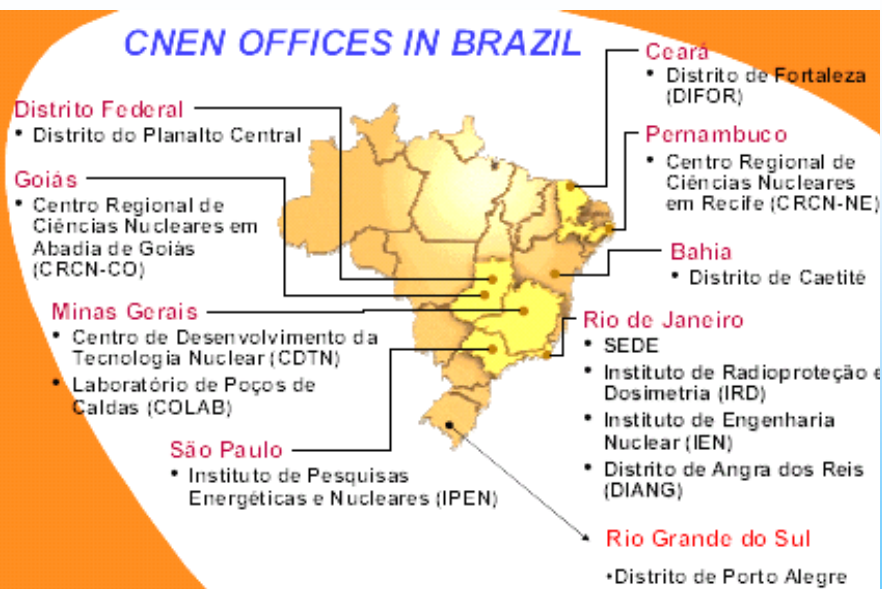 CNEN OFFICES IN BRAZIL
Distrito Federal
• Distrito do Planalto Central
Goiás
• Centro Regional de
Ciências Nucleares em
Abadia de Goiás
(CRCN-CO)
Minas Gerais
• Centro de Desenvolvimento da
Tecnologia Nuclear (CDTN)
• Laboratório de Poços de
Caldas (COLAB)
São Paulo
• Instituto de Pesquisas
Energéticas e Nucleares (IPEN)
Ceará
• Distrito de Fortaleza
(DIFOR)
Pernambuco
• Centro Regional de
Ciências Nucleares
em Recife (CRCN-NE)
Bahia
• Distrito de Caetité
Rio de Janeiro
• SEDE
• Instituto de Radioproteção e
Dosimetria (IRD)
• Instituto de Engenharia
Nuclear (IEN)
• Distrito de Angra dos Reis
(DIANG)
Rio Grande do Sul
•Distrito de Porto Alegre